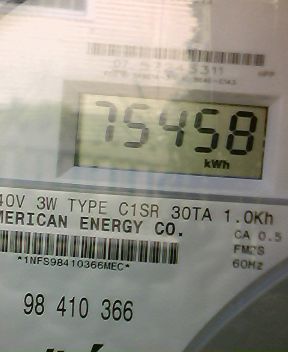 75458
kWh
40V 3W TYPE C1SR 30TA 1.0Kh
MERICAN ENERGY CO.
CA 0.5
FM2S
60Hz
*1NFS98410366MEC*
98 410 366